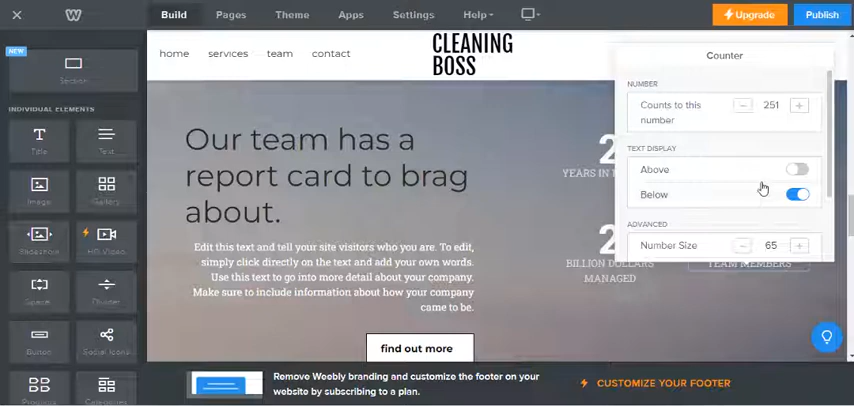 Build Pages Theme Apps Settings Help
Upgrade Publish
NEW
Section
INDIVIDUAL ELEMENTS
Title Text
Image Gallery
Slideshow HD Video
Space Divider
Button Social Icons
Categories
home services team contact
CLEANING
BOSS
Our team has a
report card to brag
about.
Edit this text and tell your site visitors who you are. To edit,
simply click directly on the text and add your own words.
Use this text to go into more detail about your company.
Make sure to include information about how your company
came to be.
find out more
2
YEARS IN
2
BILLION DOLLARS
MANAGED
TEAM MEMBERS
Counter
NUMBER
Counts to this
number
− 251 +
TEXT DISPLAY
Above
Below
ADVANCED
Number Size − 65 +
Remove Weebly branding and customize the footer on your
website by subscribing to a plan.
CUSTOMIZE YOUR FOOTER